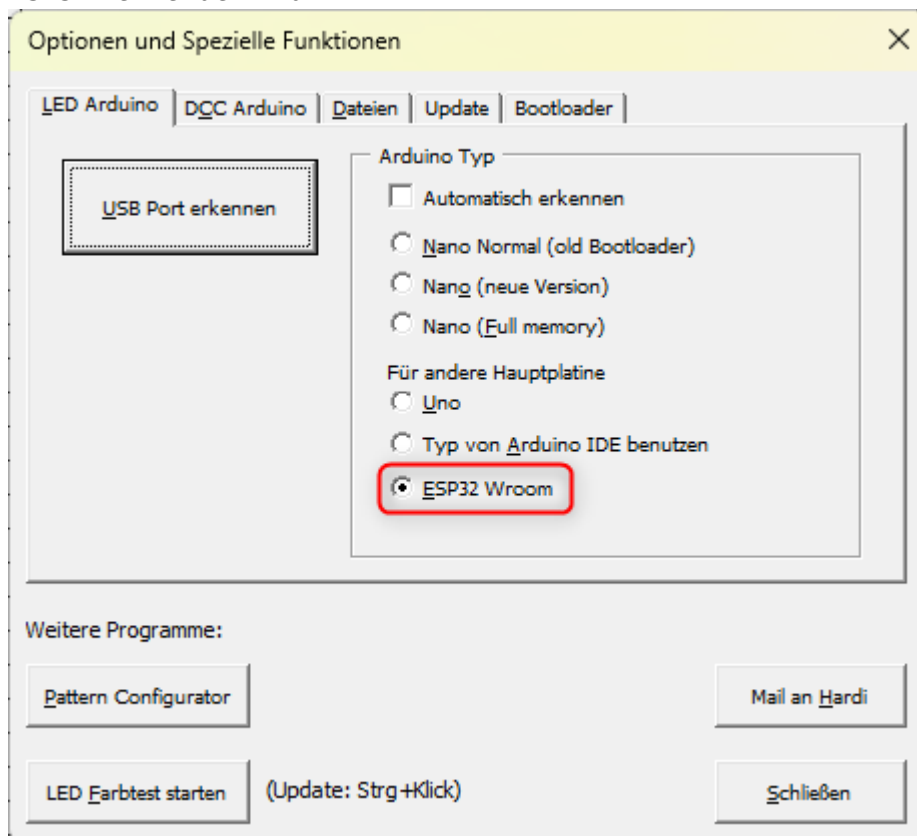 Optionen und Spezielle Funktionen
LED Arduino
DCC Arduino
Dateien
Update
Bootloader
USB Port erkennen
Arduino Typ
Automatisch erkennen
Nano Normal (old Bootloader)
Nano (neue Version)
Nano (Full memory)
Für andere Hauptplatine
Uno
Typ von Arduino IDE benutzen
ESP32 Wroom
Weitere Programme:
Pattern Configurator
Mail an Hardi
LED Farbtest starten
(Update: Strg+Klick)
Schließen